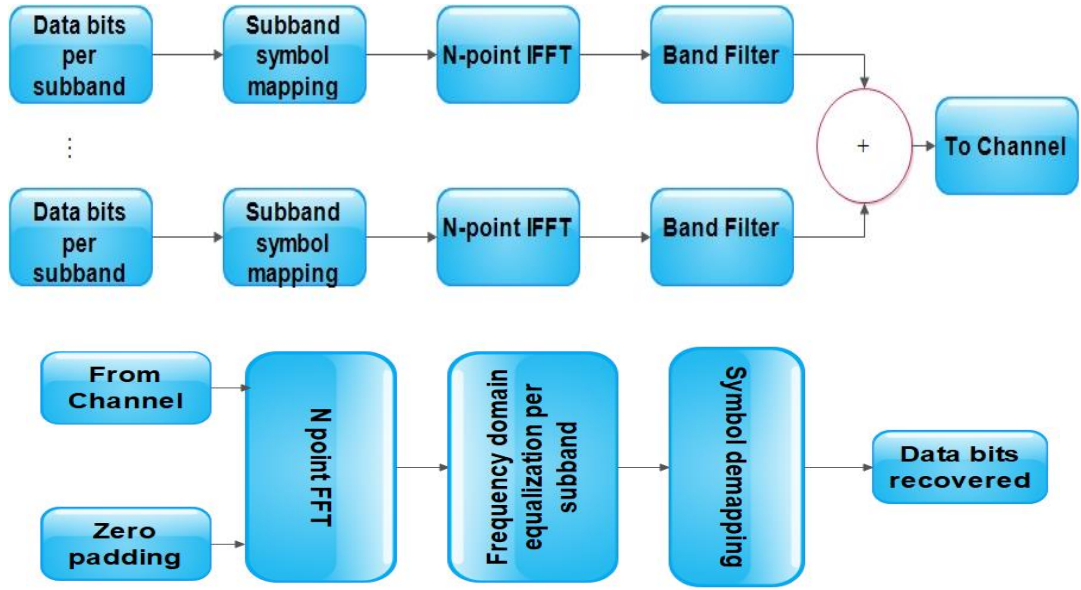 Data bits
per
subband
Subband
symbol
mapping
N-point IFFT
Band Filter
+
To Channel
⋮
Data bits
per
subband
Subband
symbol
mapping
N-point IFFT
Band Filter
From
Channel
Zero
padding
N point FFT
Frequency domain
equalization per
subband
Symbol demapping
Data bits
recovered